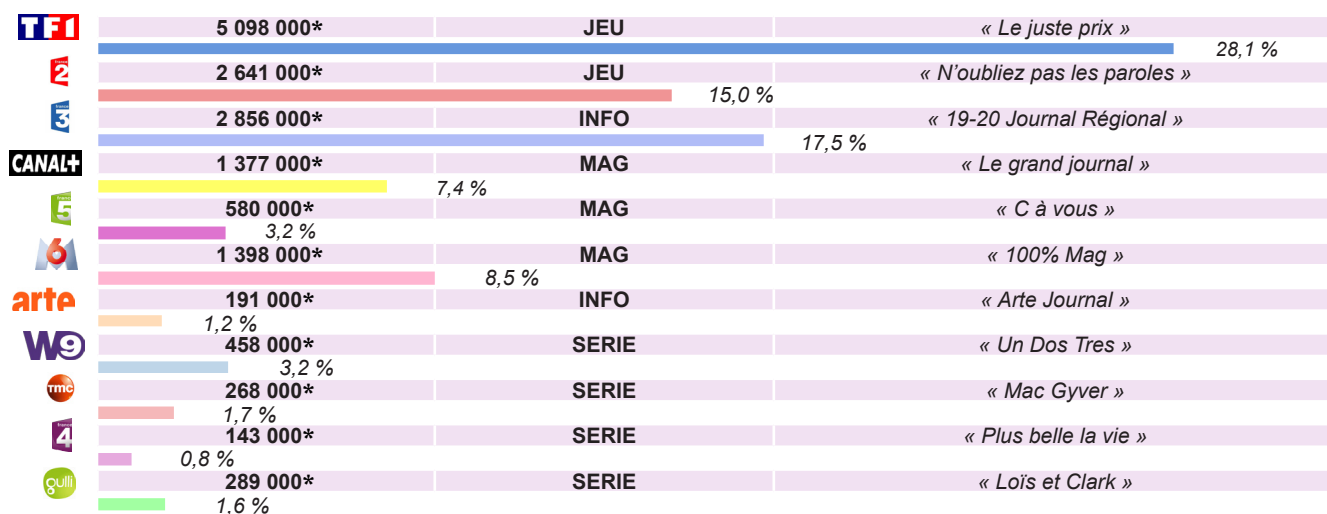 TF1 5 098 000* JEU « Le juste prix »
28,1 %
france 2 2 641 000* JEU « N'oubliez pas les paroles »
15,0 %
france 3 2 856 000* INFO « 19-20 Journal Régional »
17,5 %
CANAL+ 1 377 000* MAG « Le grand journal »
7,4 %
france 5 580 000* MAG « C à vous »
3,2 %
M6 1 398 000* MAG « 100% Mag »
8,5 %
arte 191 000* INFO « Arte Journal »
1,2 %
W9 458 000* SERIE « Un Dos Tres »
3,2 %
TMC 268 000* SERIE « Mac Gyver »
1,7 %
france 4 143 000* SERIE « Plus belle la vie »
0,8 %
gulli 289 000* SERIE « Loïs et Clark »
1,6 %